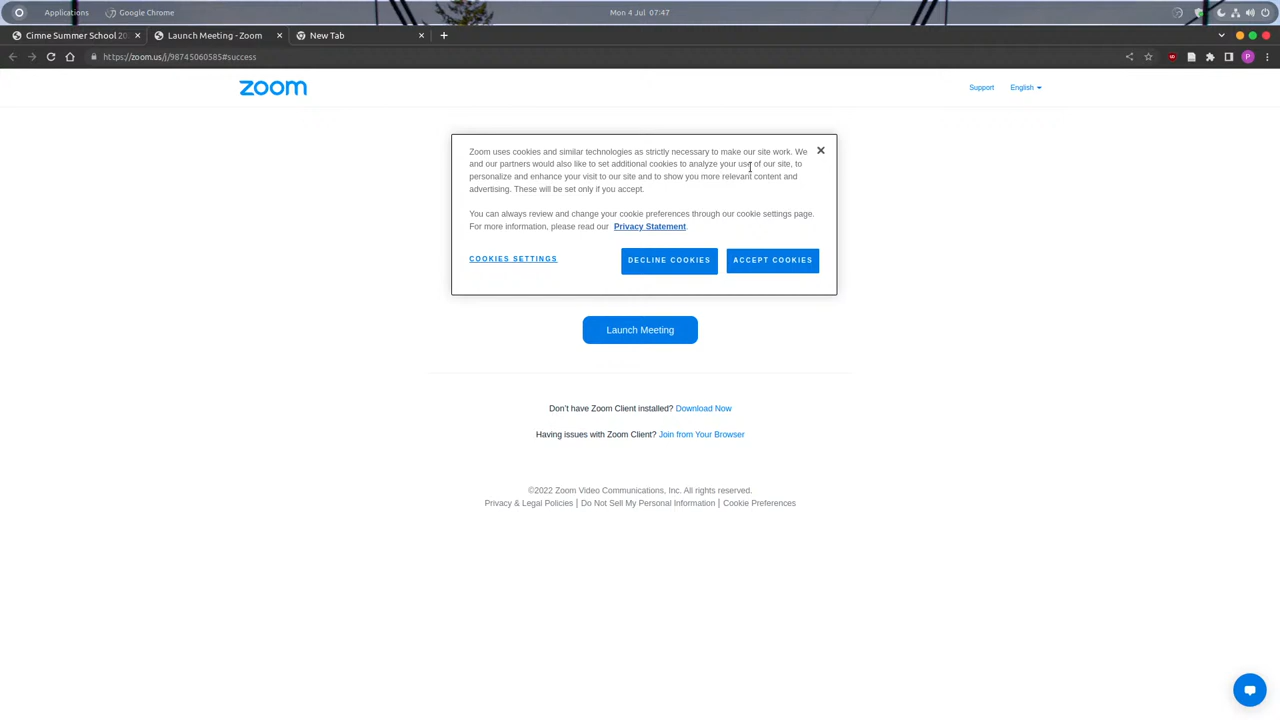 Applications
Google Chrome
Mon 4 Jul 07:47
Cimne Summer School 20
Launch Meeting - Zoom
New Tab
https://zoom.us/j/98745060585#success
zoom
Support
English
Zoom uses cookies and similar technologies as strictly necessary to make our site work. We
and our partners would also like to set additional cookies to analyze your use of our site, to
personalize and enhance your visit to our site and to show you more relevant content and
advertising. These will be set only if you accept.
You can always review and change your cookie preferences through our cookie settings page.
For more information, please read our Privacy Statement.
COOKIES SETTINGS
DECLINE COOKIES
ACCEPT COOKIES
Launch Meeting
Don't have Zoom Client installed? Download Now
Having issues with Zoom Client? Join from Your Browser
©2022 Zoom Video Communications, Inc. All rights reserved.
Privacy & Legal Policies | Do Not Sell My Personal Information | Cookie Preferences